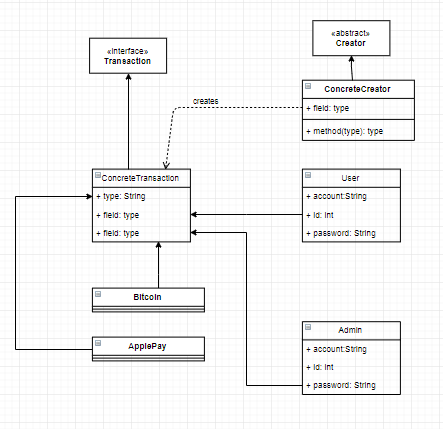 «interface»
Transaction
«abstract»
Creator
ConcreteCreator
+ field: type
+ method(type): type
creates
ConcreteTransaction
+ type: String
+ field: type
+ field: type
User
+ account:String
+ id: int
+ password: String
Bitcoin
ApplePay
Admin
+ account:String
+ id: int
+ password: String